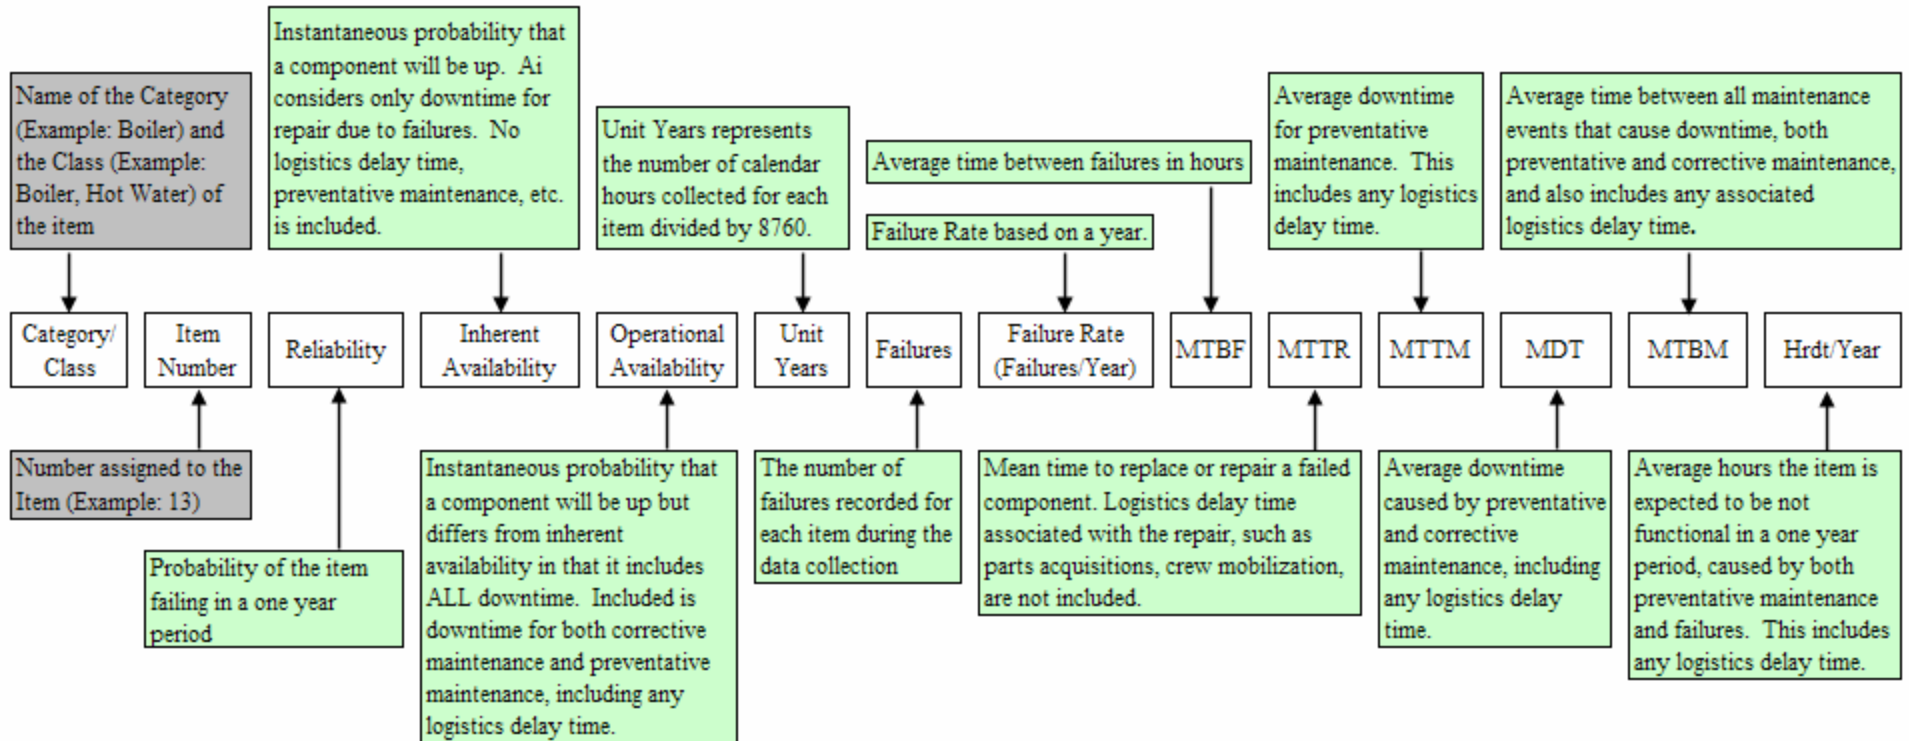 Name of the Category
(Example: Boiler) and
the Class (Example:
Boiler, Hot Water) of
the item
Instantaneous probability that
a component will be up.  Ai
considers only downtime for
repair due to failures.  No
logistics delay time,
preventative maintenance, etc.
is included.
Unit Years represents
the number of calendar
hours collected for each
item divided by 8760.
Average time between failures in hours
Failure Rate based on a year.
Average downtime
for preventative
maintenance.  This
includes any logistics
delay time.
Average time between all maintenance
events that cause downtime, both
preventative and corrective maintenance,
and also includes any associated
logistics delay time.
Category/
Class
Item
Number
Reliability
Inherent
Availability
Operational
Availability
Unit
Years
Failures
Failure Rate
(Failures/Year)
MTBF
MTTR
MTTM
MDT
MTBM
Hrdt/Year
Number assigned to the
Item (Example: 13)
Probability of the item
failing in a one year
period
Instantaneous probability that
a component will be up but
differs from inherent
availability in that it includes
ALL downtime.  Included is
downtime for both corrective
maintenance and preventative
maintenance, including any
logistics delay time.
The number of
failures recorded for
each item during the
data collection
Mean time to replace or repair a failed
component. Logistics delay time
associated with the repair, such as
parts acquisitions, crew mobilization,
are not included.
Average downtime
caused by preventative
and corrective
maintenance, including
any logistics delay
time.
Average hours the item is
expected to be not
functional in a one year
period, caused by both
preventative maintenance
and failures.  This includes
any logistics delay time.